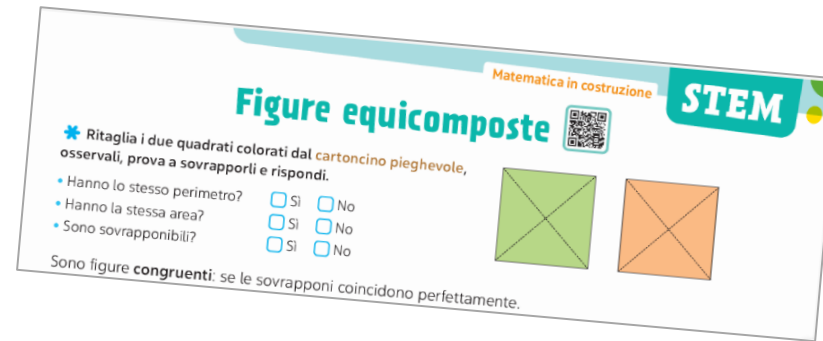 Matematica in costruzione
STEM
Figure equicomposte
Ritaglia i due quadrati colorati dal cartoncino pieghevole,
osservali, prova a sovrapporli e rispondi.
• Hanno lo stesso perimetro? Sì No
• Hanno la stessa area? Sì No
• Sono sovrapponibili? Sì No
Sono figure congruenti: se le sovrapponi coincidono perfettamente.